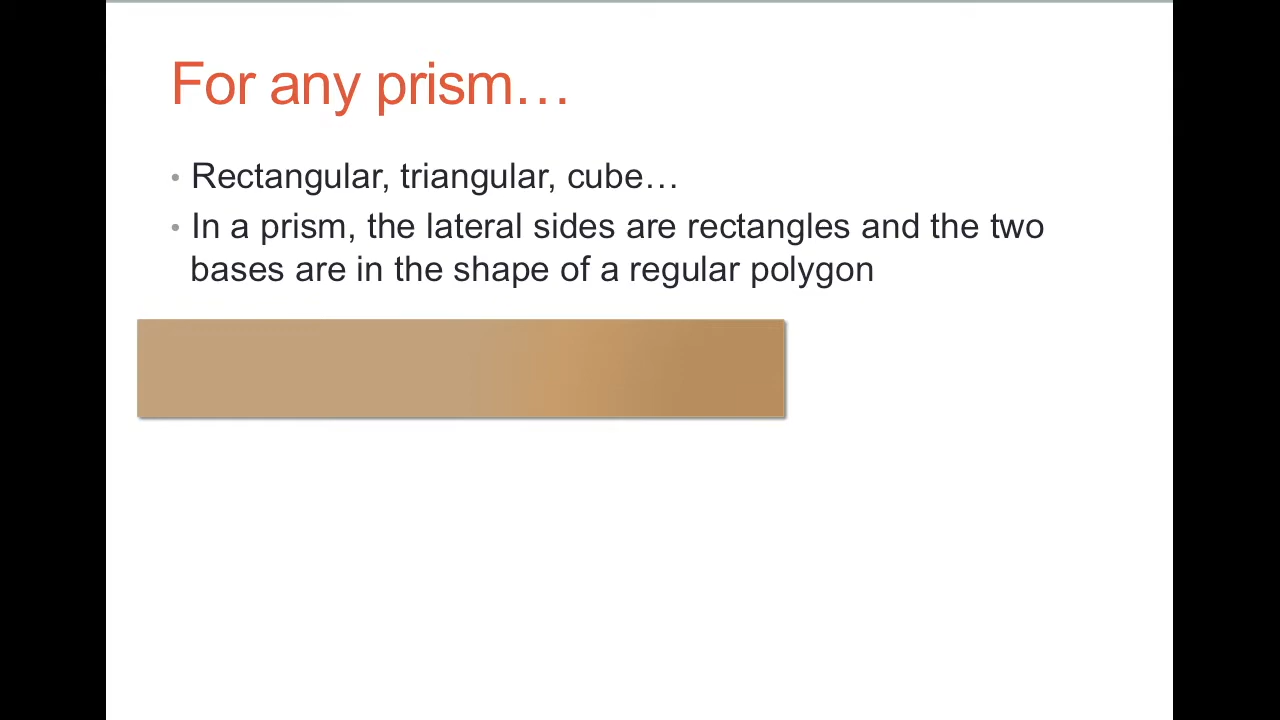 For any prism…
• Rectangular, triangular, cube…
• In a prism, the lateral sides are rectangles and the two
bases are in the shape of a regular polygon